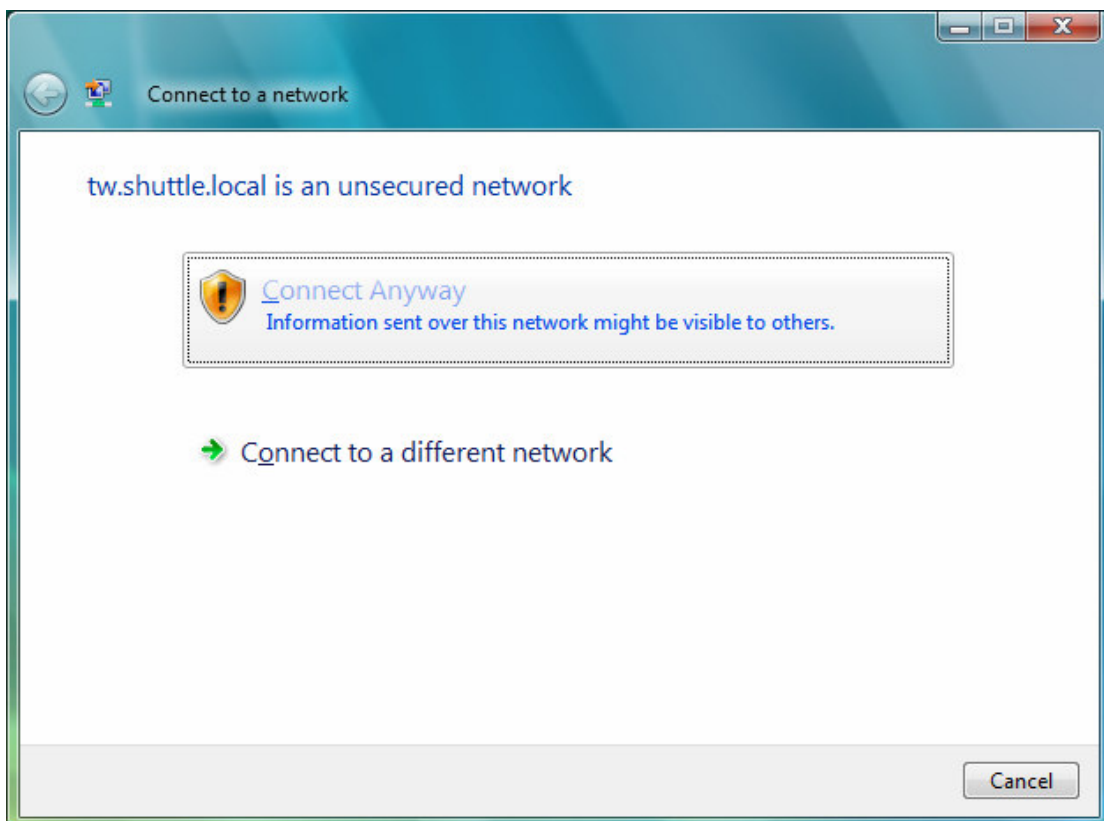 Connect to a network
tw.shuttle.local is an unsecured network
Connect Anyway
Information sent over this network might be visible to others.
Connect to a different network
Cancel